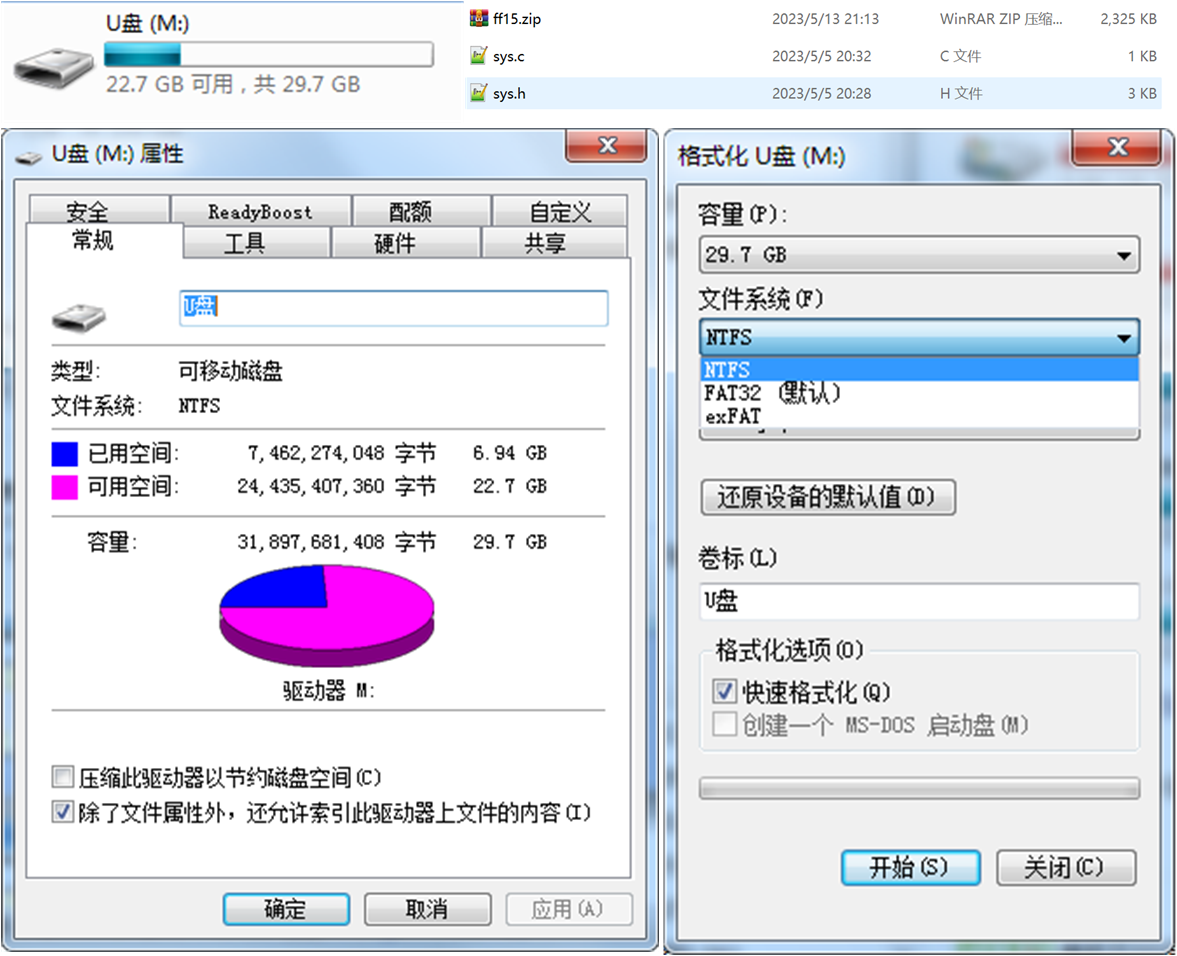 U盘 (M:)
22.7 GB 可用，共 29.7 GB
ff15.zip 2023/5/13 21:13 WinRAR ZIP 压缩... 2,325 KB
sys.c 2023/5/5 20:32 C 文件 1 KB
sys.h 2023/5/5 20:28 H 文件 3 KB
U盘 (M:) 属性
安全 ReadyBoost 配额 自定义
常规 工具 硬件 共享
U盘
类型: 可移动磁盘
文件系统: NTFS
已用空间: 7,462,274,048 字节 6.94 GB
可用空间: 24,435,407,360 字节 22.7 GB
容量: 31,897,681,408 字节 29.7 GB
驱动器 M:
压缩此驱动器以节约磁盘空间(C)
除了文件属性外，还允许索引此驱动器上文件的内容(I)
确定 取消 应用(A)
格式化 U盘 (M:)
容量(P):
29.7 GB
文件系统(F)
NTFS
NTFS
FAT32 (默认)
exFAT
还原设备的默认值(D)
卷标(L)
U盘
格式化选项(O)
快速格式化(Q)
创建一个 MS-DOS 启动盘(M)
开始(S) 关闭(C)